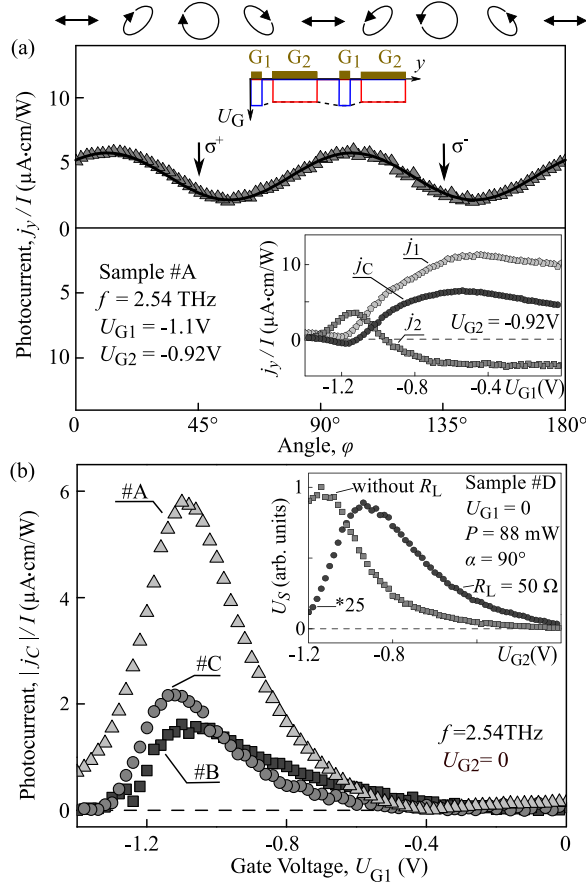 (a)
G1 G2 G1 G2 y
UG
10
5
0
5
10
Photocurrent, jy / I (μA·cm/W)
σ+
σ-
Sample #A
f = 2.54 THz
UG1 = -1.1V
UG2 = -0.92V
jy / I (μA·cm/W)
10
0
j1
jC
j2
UG2 = -0.92V
-1.2 -0.8 -0.4 UG1(V)
0° 45° 90° 135° 180°
Angle, φ
(b)
Photocurrent, | jC | / I (μA·cm/W)
6
4
2
0
#A
#C
#B
US (arb. units)
1
0
without RL
Sample #D
UG1 = 0
P = 88 mW
α = 90°
RL = 50 Ω
*25
-1.2 -0.8 UG2(V)
f=2.54THz
UG2= 0
-1.2 -0.8 -0.4 0
Gate Voltage, UG1 (V)